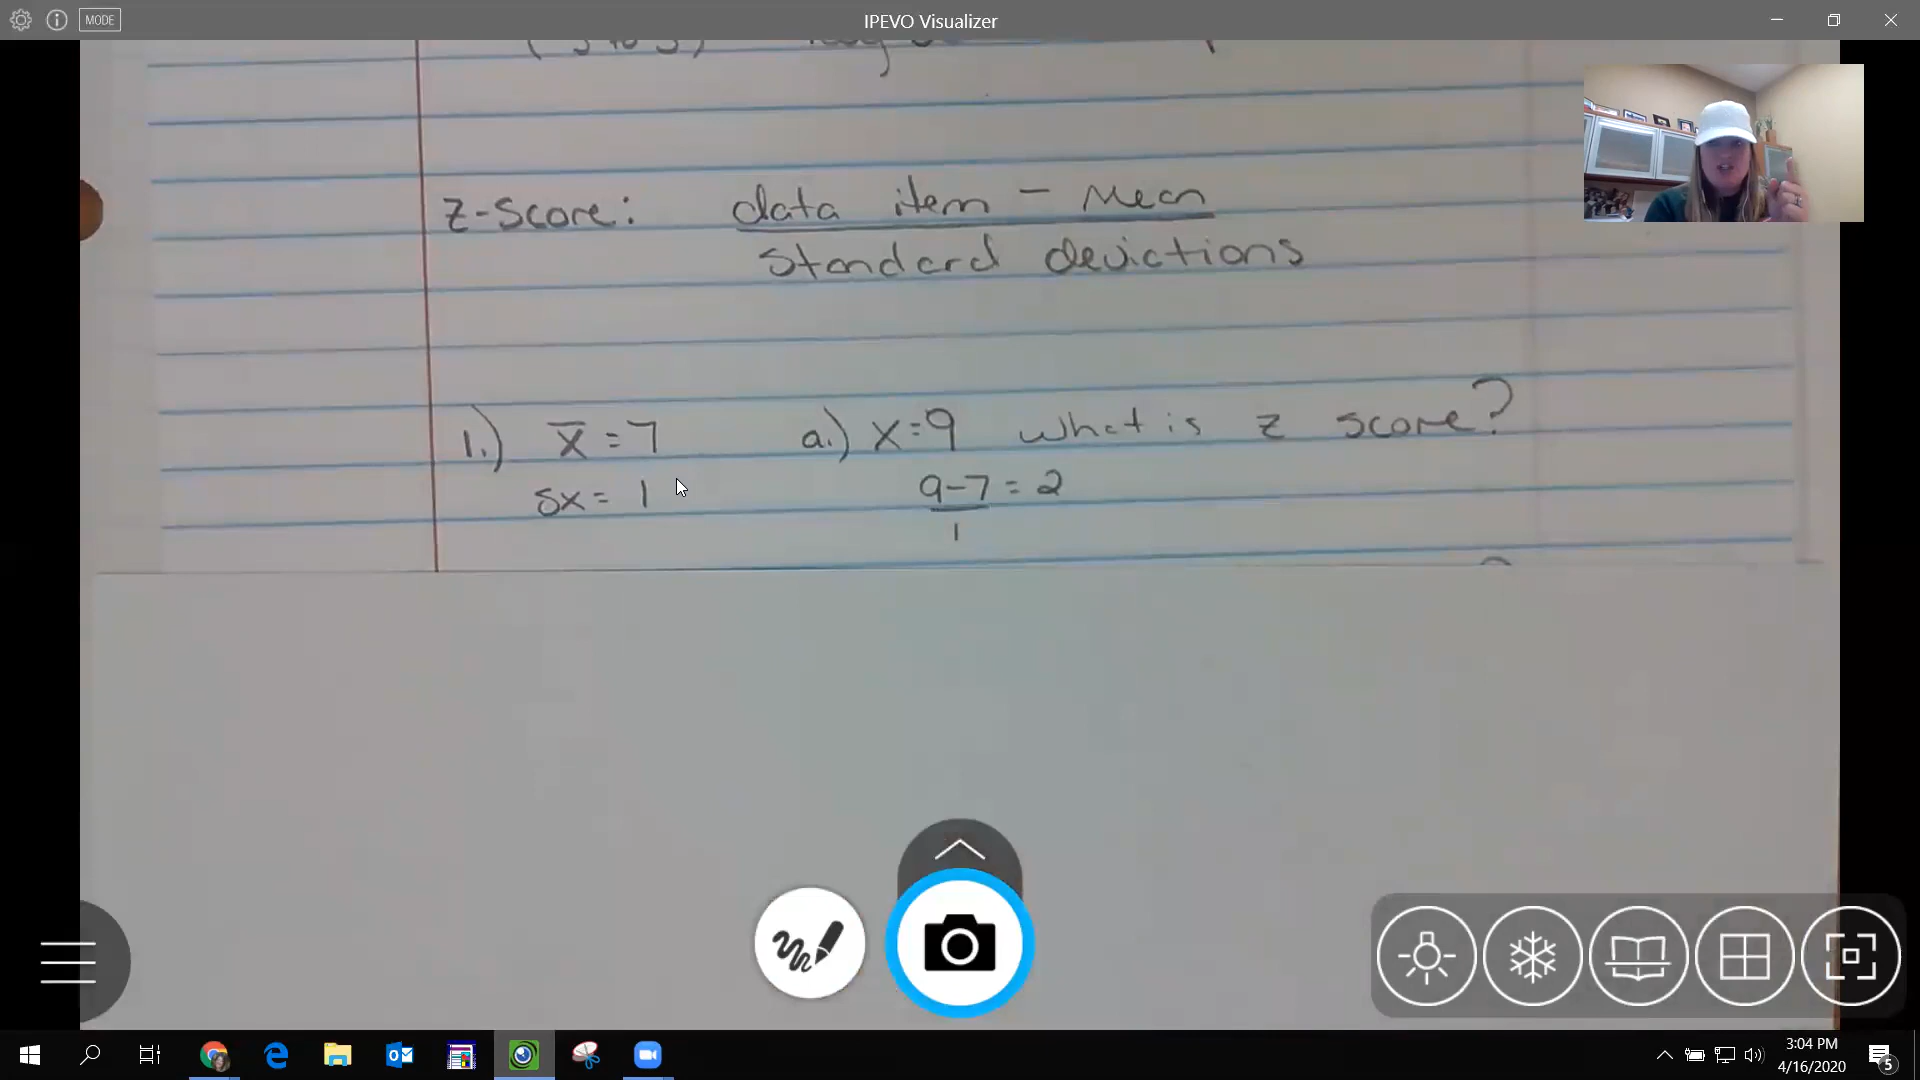 MODE
IPEVO Visualizer
z-score: data item - Mean
standard deviations
1.) x̄ = 7 a.) x = 9 what is z score?
sx = 1 9-7 = 2
1
3:04 PM
4/16/2020
5